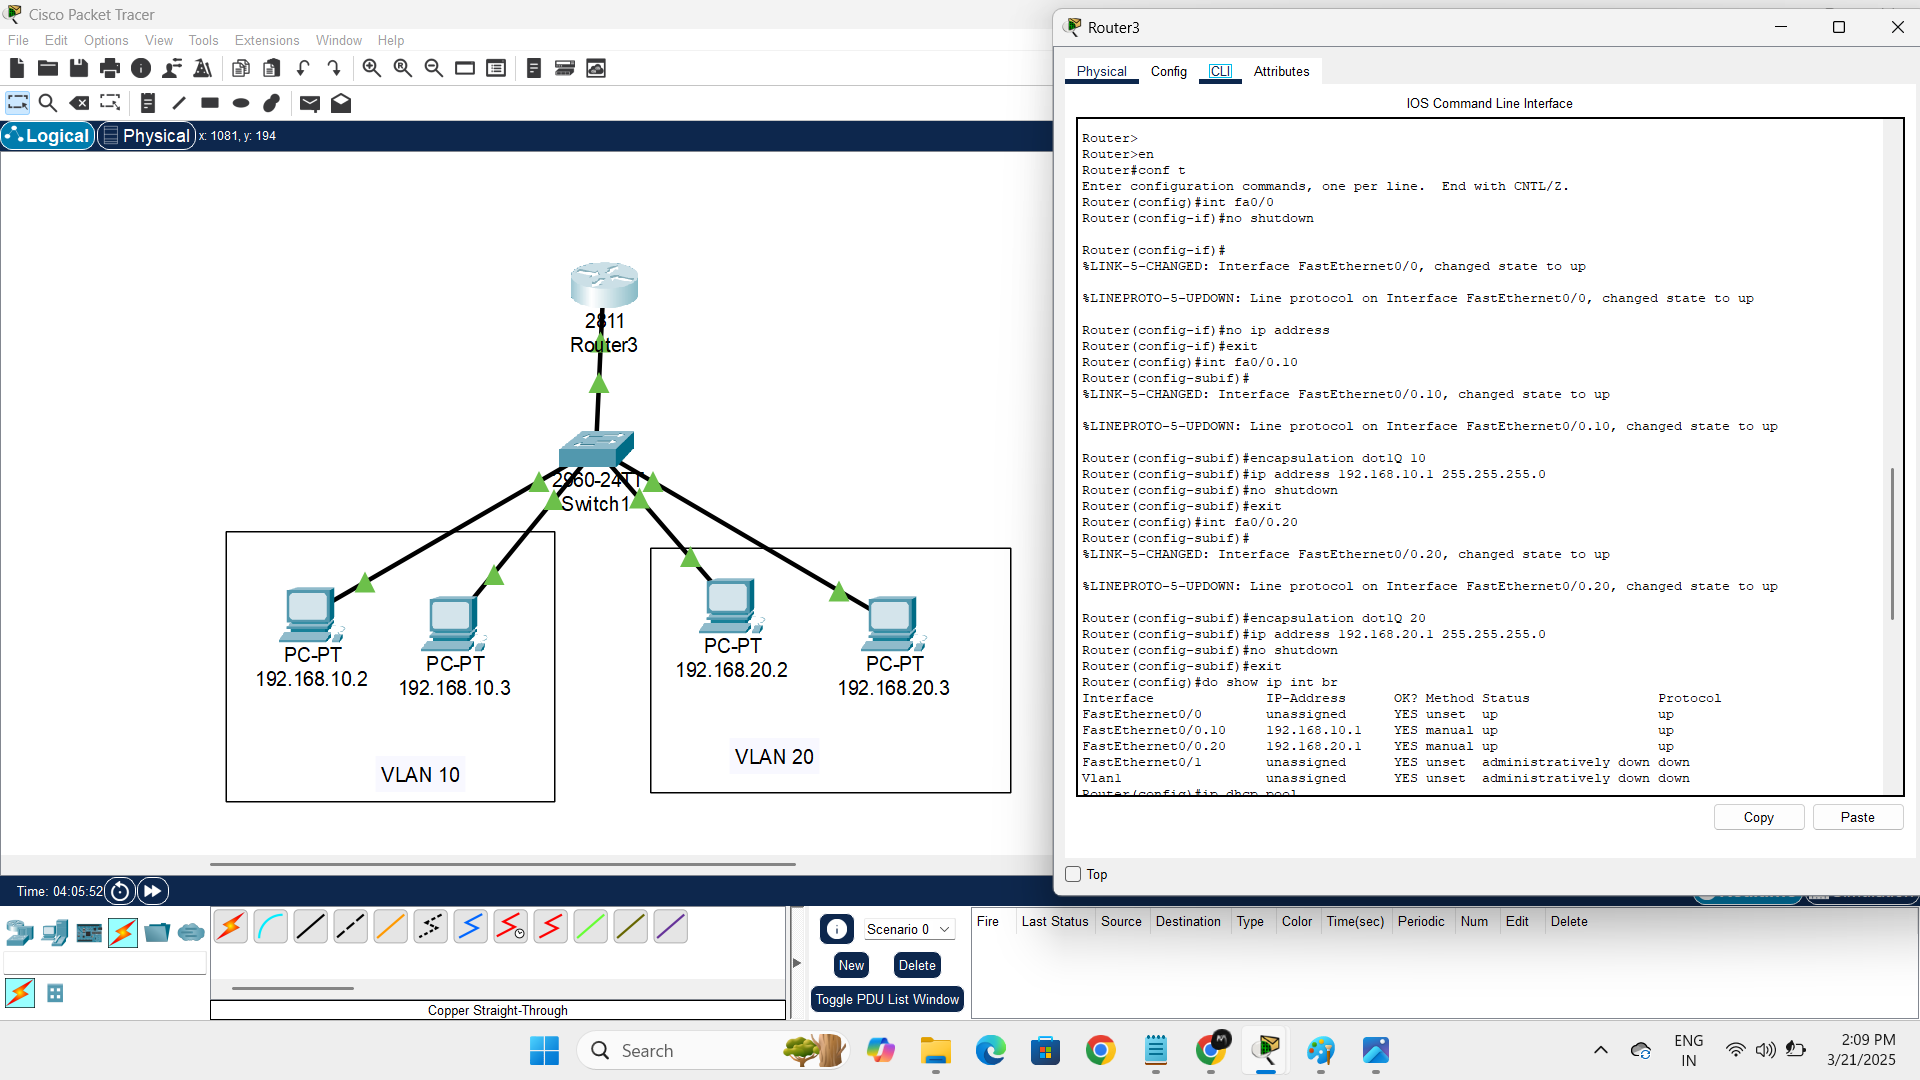 Cisco Packet Tracer
File Edit Options View Tools Extensions Window Help
Logical Physical x: 1081, y: 194
2811
Router3
2960-24TT
Switch1
PC-PT
192.168.10.2
PC-PT
192.168.10.3
PC-PT
192.168.20.2
PC-PT
192.168.20.3
VLAN 10
VLAN 20
Time: 04:05:52
Copper Straight-Through
Scenario 0
New Delete
Toggle PDU List Window
Fire Last Status Source Destination Type Color Time(sec) Periodic Num Edit Delete
Router3
Physical Config CLI Attributes
IOS Command Line Interface
Router>
Router>en
Router#conf t
Enter configuration commands, one per line. End with CNTL/Z.
Router(config)#int fa0/0
Router(config-if)#no shutdown
Router(config-if)#
%LINK-5-CHANGED: Interface FastEthernet0/0, changed state to up
%LINEPROTO-5-UPDOWN: Line protocol on Interface FastEthernet0/0, changed state to up
Router(config-if)#no ip address
Router(config-if)#exit
Router(config)#int fa0/0.10
Router(config-subif)#
%LINK-5-CHANGED: Interface FastEthernet0/0.10, changed state to up
%LINEPROTO-5-UPDOWN: Line protocol on Interface FastEthernet0/0.10, changed state to up
Router(config-subif)#encapsulation dot1Q 10
Router(config-subif)#ip address 192.168.10.1 255.255.255.0
Router(config-subif)#no shutdown
Router(config-subif)#exit
Router(config)#int fa0/0.20
Router(config-subif)#
%LINK-5-CHANGED: Interface FastEthernet0/0.20, changed state to up
%LINEPROTO-5-UPDOWN: Line protocol on Interface FastEthernet0/0.20, changed state to up
Router(config-subif)#encapsulation dot1Q 20
Router(config-subif)#ip address 192.168.20.1 255.255.255.0
Router(config-subif)#no shutdown
Router(config-subif)#exit
Router(config)#do show ip int br
Interface IP-Address OK? Method Status Protocol
FastEthernet0/0 unassigned YES unset up up
FastEthernet0/0.10 192.168.10.1 YES manual up up
FastEthernet0/0.20 192.168.20.1 YES manual up up
FastEthernet0/1 unassigned YES unset administratively down down
Vlan1 unassigned YES unset administratively down down
Router(config)#ip dhcp pool
Copy Paste
Top
Search
ENG
IN
2:09 PM
3/21/2025